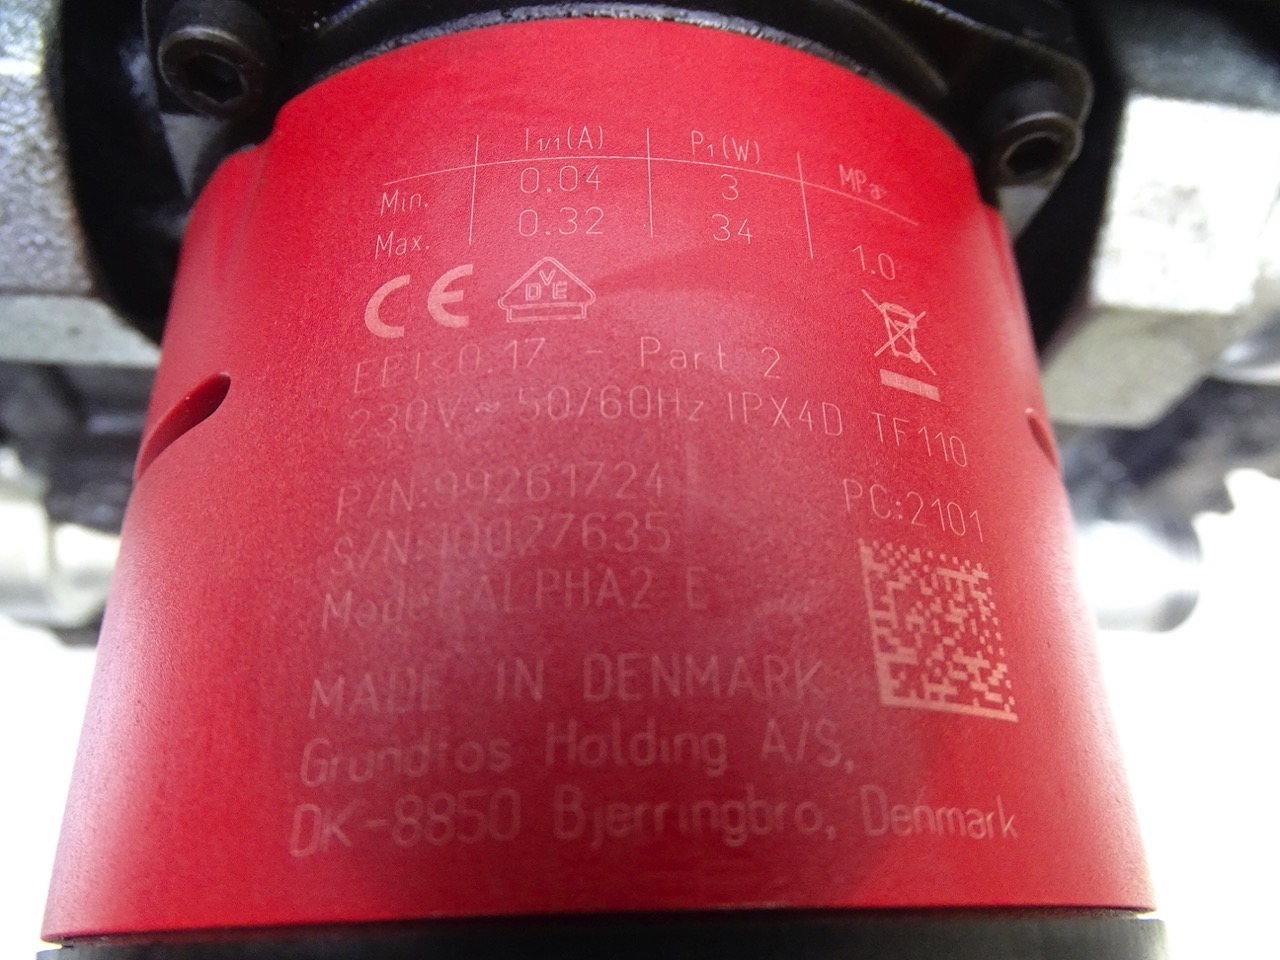 I1/1(A) P1(W) MPa
Min. 0.04 3
Max. 0.32 34 1.0
CE VDE
EEI≤0.17 - Part 2
230V ~ 50/60Hz IPX4D TF110
P/N:99261724 PC:2101
S/N:10027635
Model:ALPHA2 E
MADE IN DENMARK
Grundfos Holding A/S,
DK-8850 Bjerringbro, Denmark